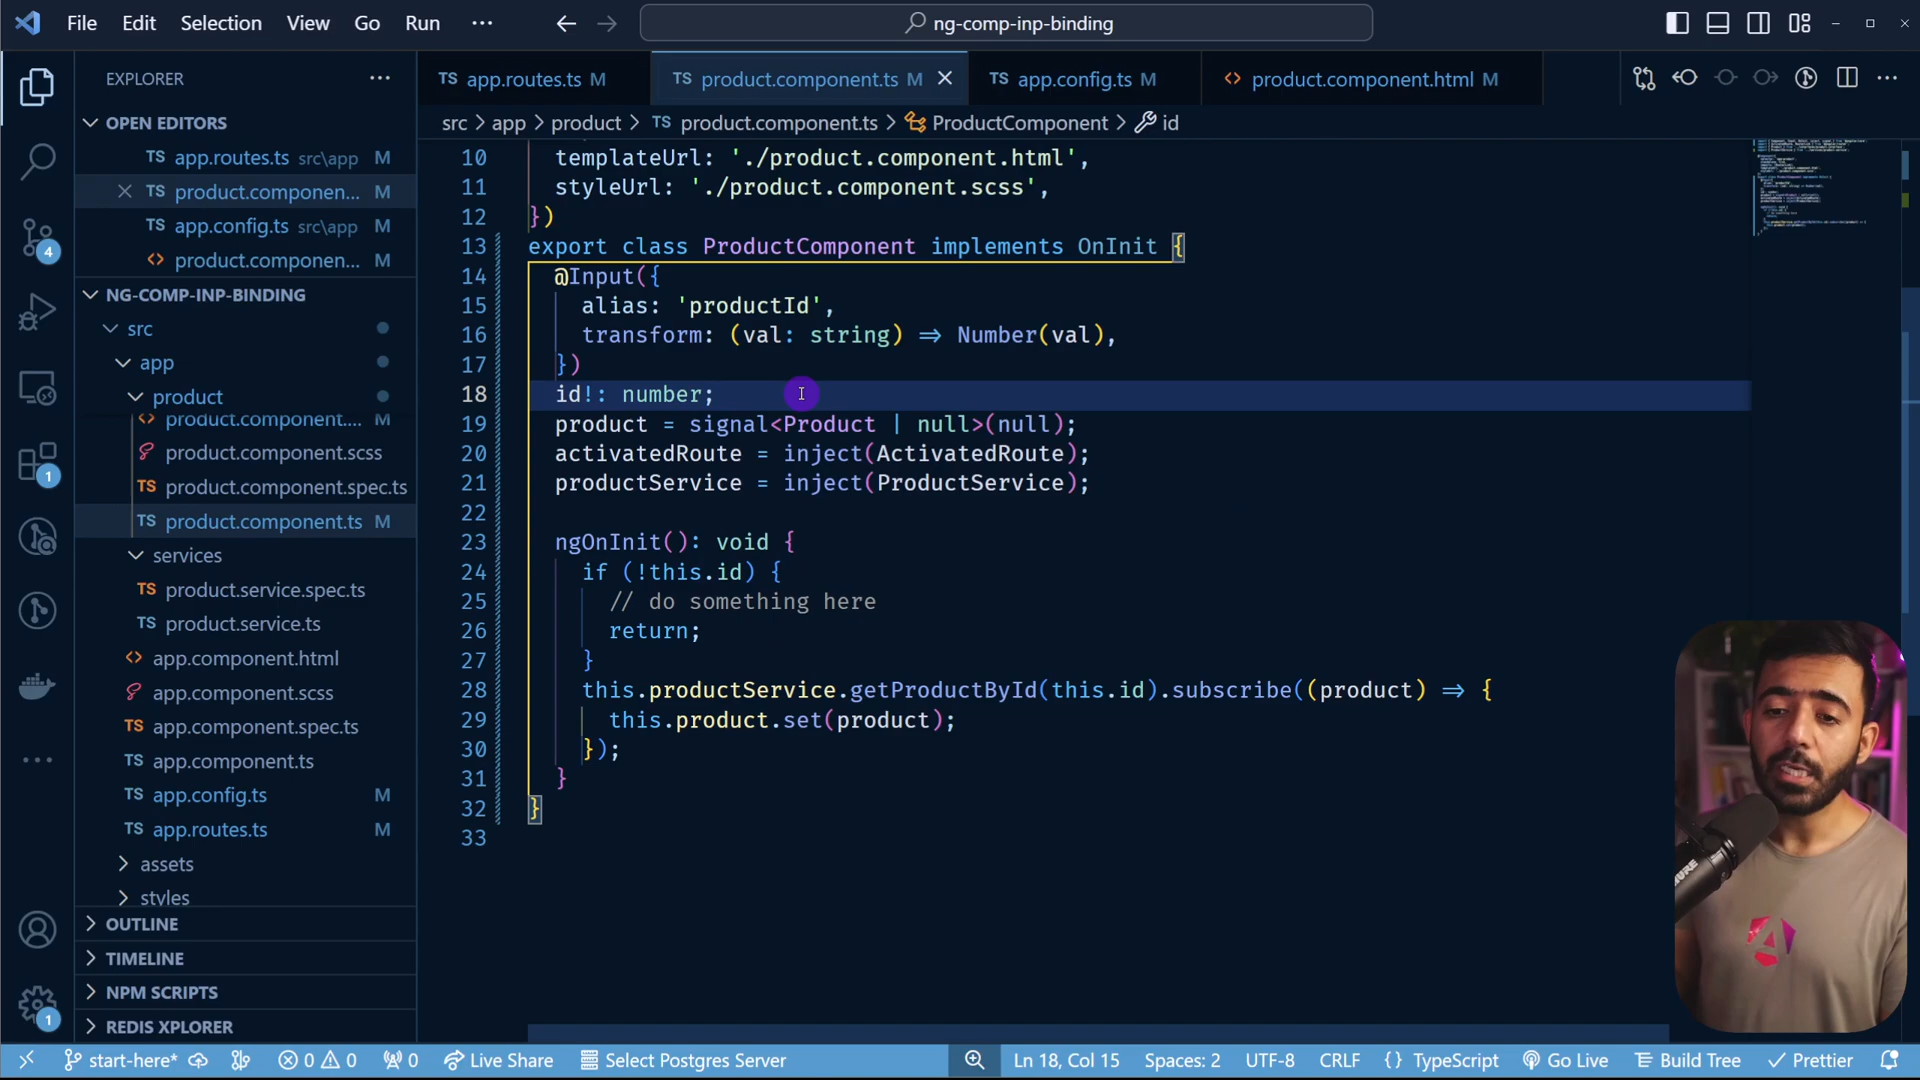 File Edit Selection View Go Run ...
ng-comp-inp-binding
EXPLORER
OPEN EDITORS
TS app.routes.ts src\app M
TS product.componen... M
TS app.config.ts src\app M
product.componen... M
NG-COMP-INP-BINDING
src
app
product
product.component.... M
product.component.scss
TS product.component.spec.ts
TS product.component.ts M
services
TS product.service.spec.ts
TS product.service.ts
app.component.html
app.component.scss
TS app.component.spec.ts
TS app.component.ts
TS app.config.ts M
TS app.routes.ts M
assets
styles
OUTLINE
TIMELINE
NPM SCRIPTS
REDIS XPLORER
4
1
1
TS app.routes.ts M
TS product.component.ts M
TS app.config.ts M
product.component.html M
src > app > product > TS product.component.ts > ProductComponent > id
10 templateUrl: './product.component.html',
11 styleUrl: './product.component.scss',
12 })
13 export class ProductComponent implements OnInit {
14 @Input({
15 alias: 'productId',
16 transform: (val: string) => Number(val),
17 })
18 id!: number;
19 product = signal<Product | null>(null);
20 activatedRoute = inject(ActivatedRoute);
21 productService = inject(ProductService);
22
23 ngOnInit(): void {
24 if (!this.id) {
25 // do something here
26 return;
27 }
28 this.productService.getProductById(this.id).subscribe((product) => {
29 this.product.set(product);
30 });
31 }
32 }
33
SHURE
start-here* 0 0 0 Live Share Select Postgres Server Ln 18, Col 15 Spaces: 2 UTF-8 CRLF {} TypeScript Go Live Build Tree Prettier